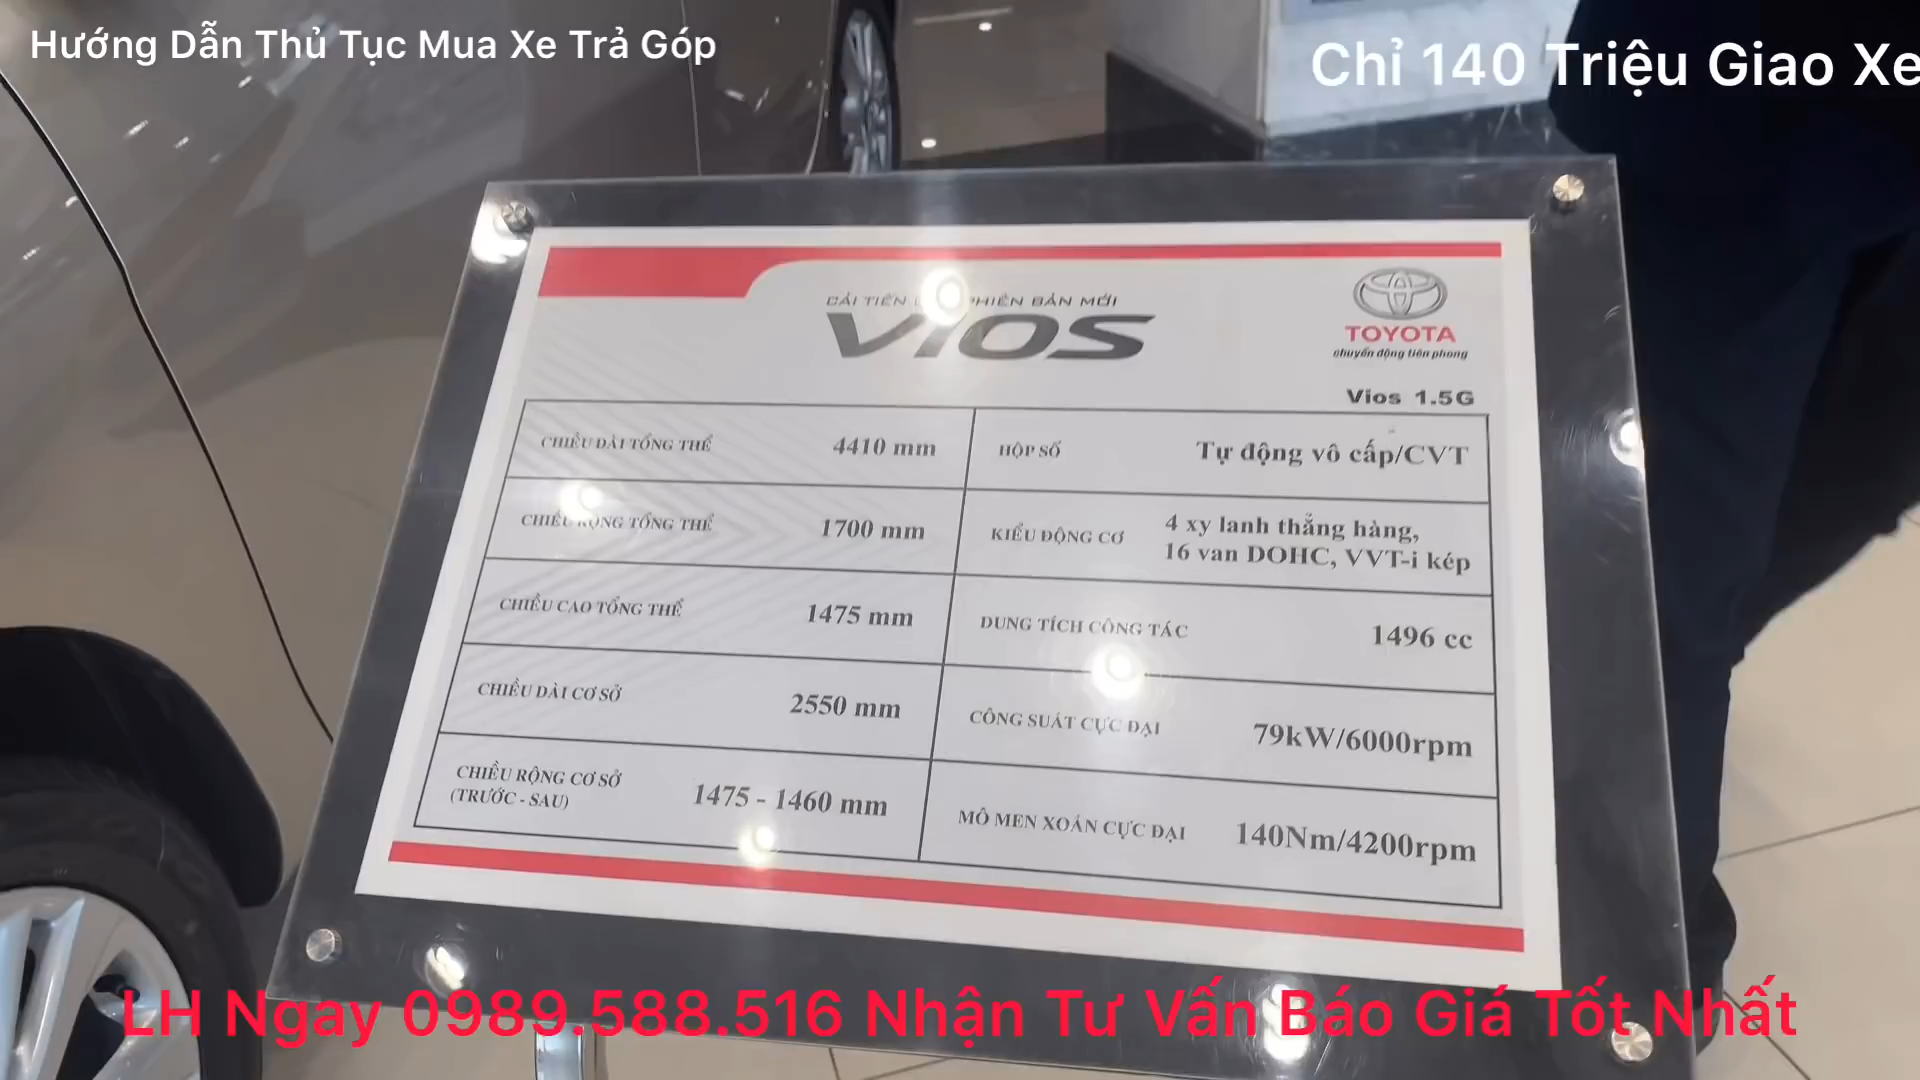 Hướng Dẫn Thủ Tục Mua Xe Trả Góp
Chỉ 140 Triệu Giao Xe
CẢI TIẾN PHIÊN BẢN MỚI
VIOS
TOYOTA
chuyển động tiên phong
Vios 1.5G
CHIỀU DÀI TỔNG THỂ 4410 mm
HỘP SỐ Tự động vô cấp/CVT
CHIỀU RỘNG TỔNG THỂ 1700 mm
KIỂU ĐỘNG CƠ 4 xy lanh thẳng hàng,
16 van DOHC, VVT-i kép
CHIỀU CAO TỔNG THỂ 1475 mm
DUNG TÍCH CÔNG TÁC 1496 cc
CHIỀU DÀI CƠ SỞ 2550 mm
CÔNG SUẤT CỰC ĐẠI 79kW/6000rpm
CHIỀU RỘNG CƠ SỞ
(TRƯỚC - SAU) 1475 - 1460 mm
MÔ MEN XOẮN CỰC ĐẠI 140Nm/4200rpm
LH Ngay 0989.588.516 Nhận Tư Vấn Báo Giá Tốt Nhất